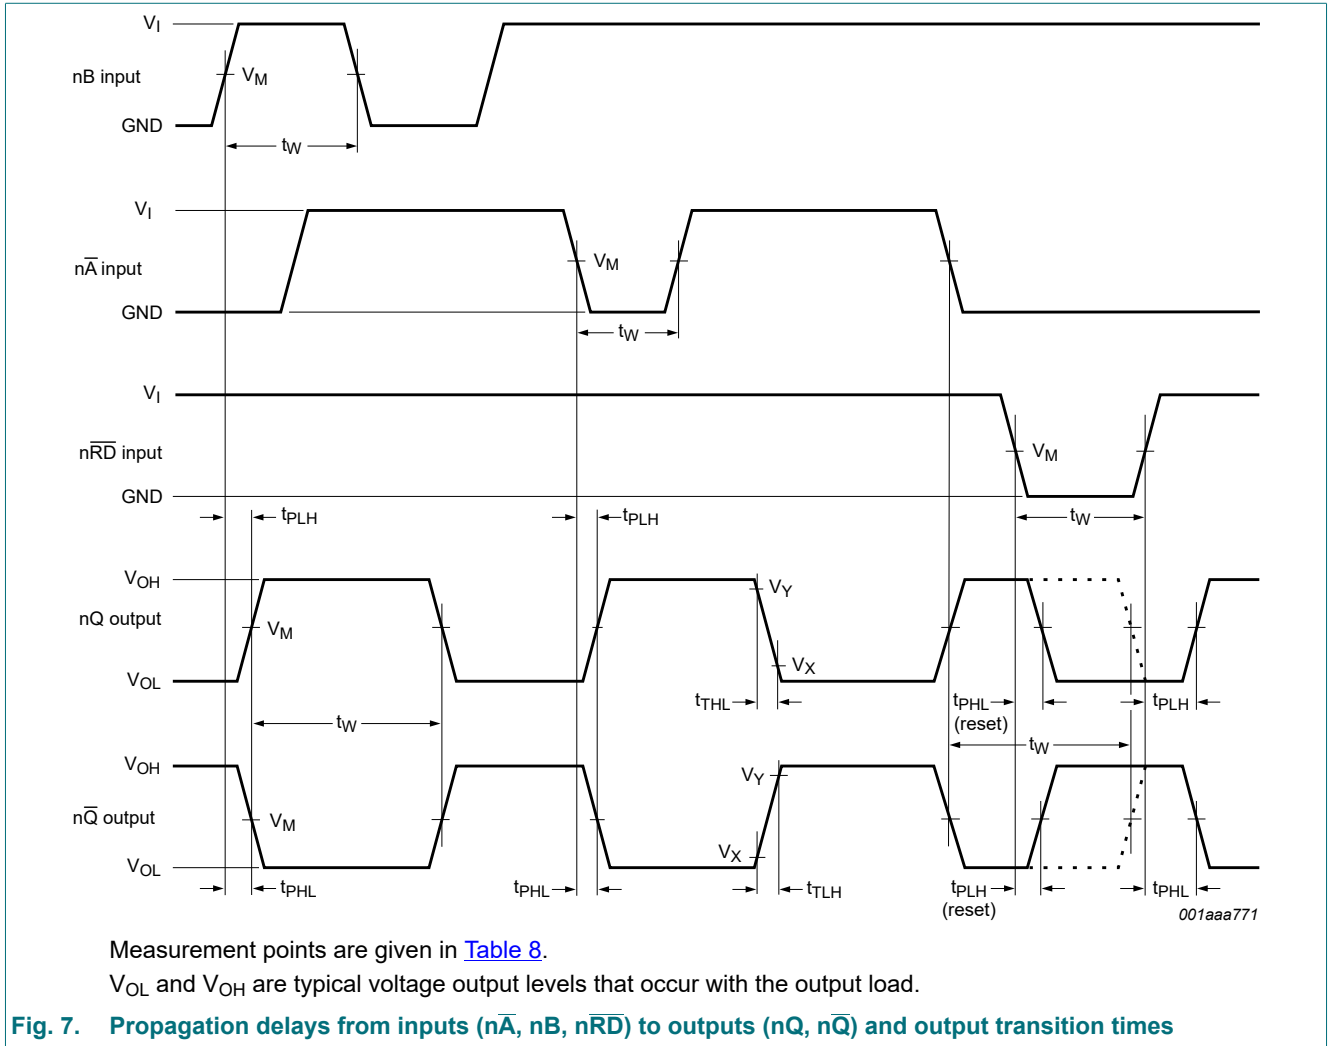 VI
nB input
VM
GND
tW
VI
nA̅ input
VM
GND
tW
VI
nR̅D̅ input
VM
GND
tW
tPLH
tPLH
VOH
nQ output
VM
VY
VX
VOL
tTHL
tPHL
(reset)
tPLH
tW
tW
VOH
nQ̅ output
VM
VY
VX
VOL
tPHL
tPHL
tTLH
tPLH
(reset)
tPHL
001aaa771
Measurement points are given in Table 8.
VOL and VOH are typical voltage output levels that occur with the output load.
Fig. 7. Propagation delays from inputs (nA̅, nB, nR̅D̅) to outputs (nQ, nQ̅) and output transition times